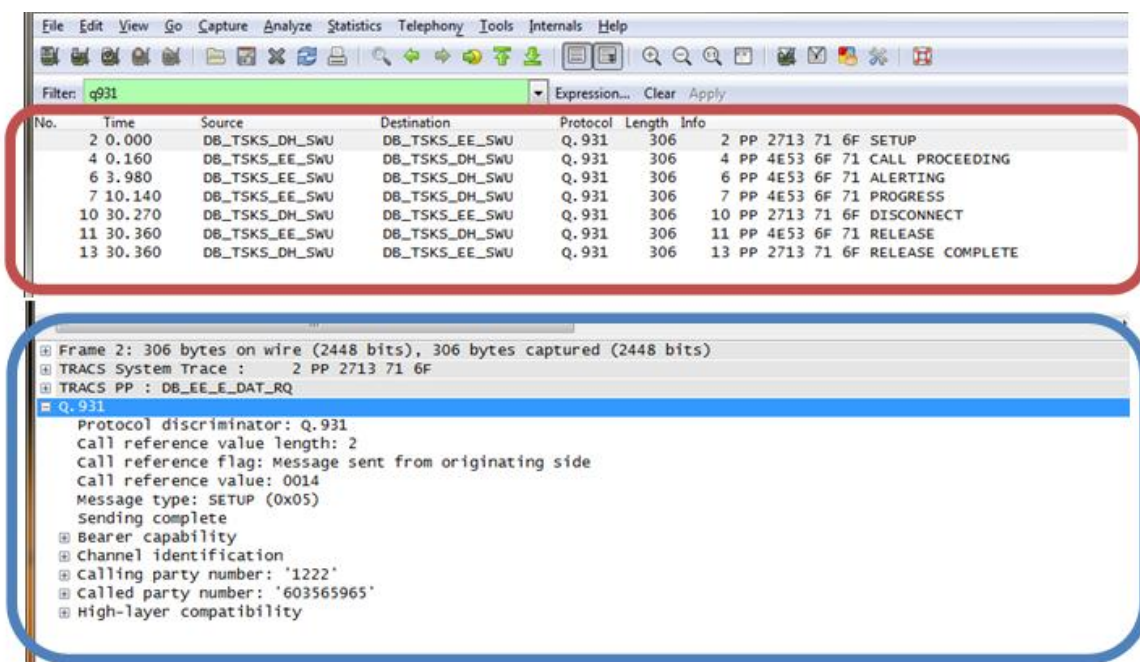 File Edit View Go Capture Analyze Statistics Telephony Tools Internals Help
Filter: q931 Expression... Clear Apply
No. Time Source Destination Protocol Length Info
2 0.000 DB_TSKS_DH_SWU DB_TSKS_EE_SWU Q.931 306 2 PP 2713 71 6F SETUP
4 0.160 DB_TSKS_EE_SWU DB_TSKS_DH_SWU Q.931 306 4 PP 4E53 6F 71 CALL PROCEEDING
6 3.980 DB_TSKS_EE_SWU DB_TSKS_DH_SWU Q.931 306 6 PP 4E53 6F 71 ALERTING
7 10.140 DB_TSKS_EE_SWU DB_TSKS_DH_SWU Q.931 306 7 PP 4E53 6F 71 PROGRESS
10 30.270 DB_TSKS_DH_SWU DB_TSKS_EE_SWU Q.931 306 10 PP 2713 71 6F DISCONNECT
11 30.360 DB_TSKS_EE_SWU DB_TSKS_DH_SWU Q.931 306 11 PP 4E53 6F 71 RELEASE
13 30.360 DB_TSKS_DH_SWU DB_TSKS_EE_SWU Q.931 306 13 PP 2713 71 6F RELEASE COMPLETE
Frame 2: 306 bytes on wire (2448 bits), 306 bytes captured (2448 bits)
TRACS System Trace : 2 PP 2713 71 6F
TRACS PP : DB_EE_E_DAT_RQ
Q.931
Protocol discriminator: Q.931
Call reference value length: 2
Call reference flag: Message sent from originating side
Call reference value: 0014
Message type: SETUP (0x05)
Sending complete
Bearer capability
Channel identification
Calling party number: '1222'
Called party number: '603565965'
High-layer compatibility